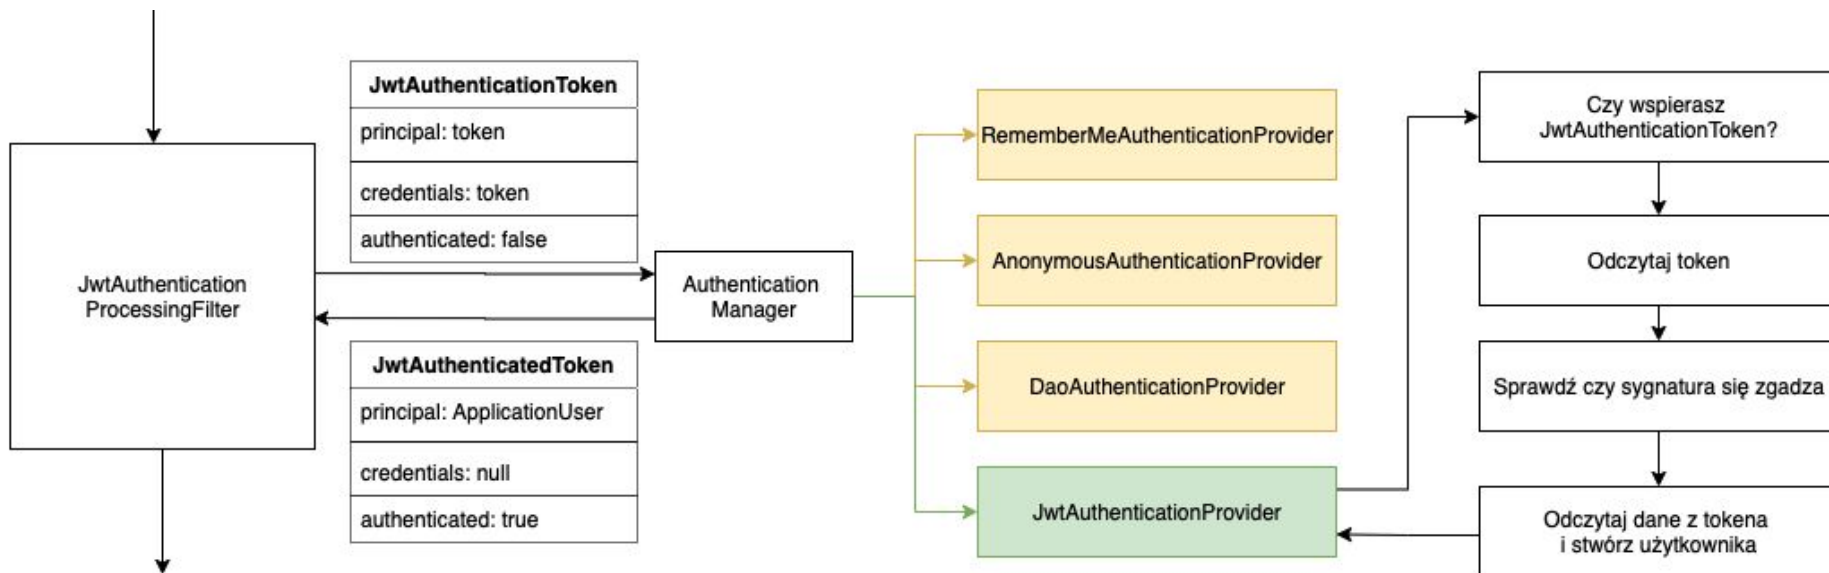 JwtAuthentication
ProcessingFilter
JwtAuthenticationToken
principal: token
credentials: token
authenticated: false
JwtAuthenticatedToken
principal: ApplicationUser
credentials: null
authenticated: true
Authentication
Manager
RememberMeAuthenticationProvider
AnonymousAuthenticationProvider
DaoAuthenticationProvider
JwtAuthenticationProvider
Czy wspierasz
JwtAuthenticationToken?
Odczytaj token
Sprawdź czy sygnatura się zgadza
Odczytaj dane z tokena
i stwórz użytkownika